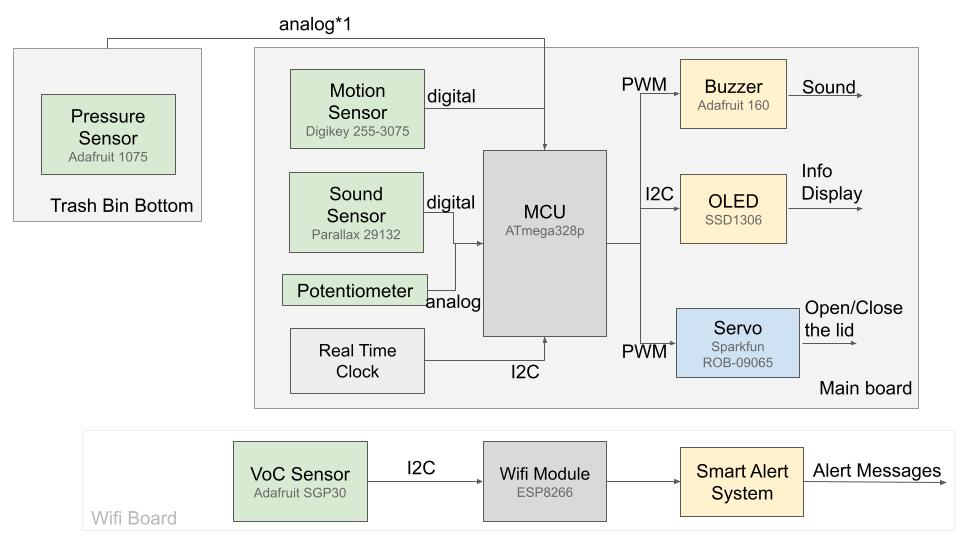 analog*1
Pressure
Sensor
Adafruit 1075
Trash Bin Bottom
Motion
Sensor
Digikey 255-3075
digital
Sound
Sensor
Parallax 29132
digital
Potentiometer
analog
Real Time
Clock
I2C
MCU
ATmega328p
PWM
Buzzer
Adafruit 160
Sound
I2C
OLED
SSD1306
Info
Display
PWM
Servo
Sparkfun
ROB-09065
Open/Close
the lid
Main board
VoC Sensor
Adafruit SGP30
I2C
Wifi Module
ESP8266
Smart Alert
System
Alert Messages
Wifi Board